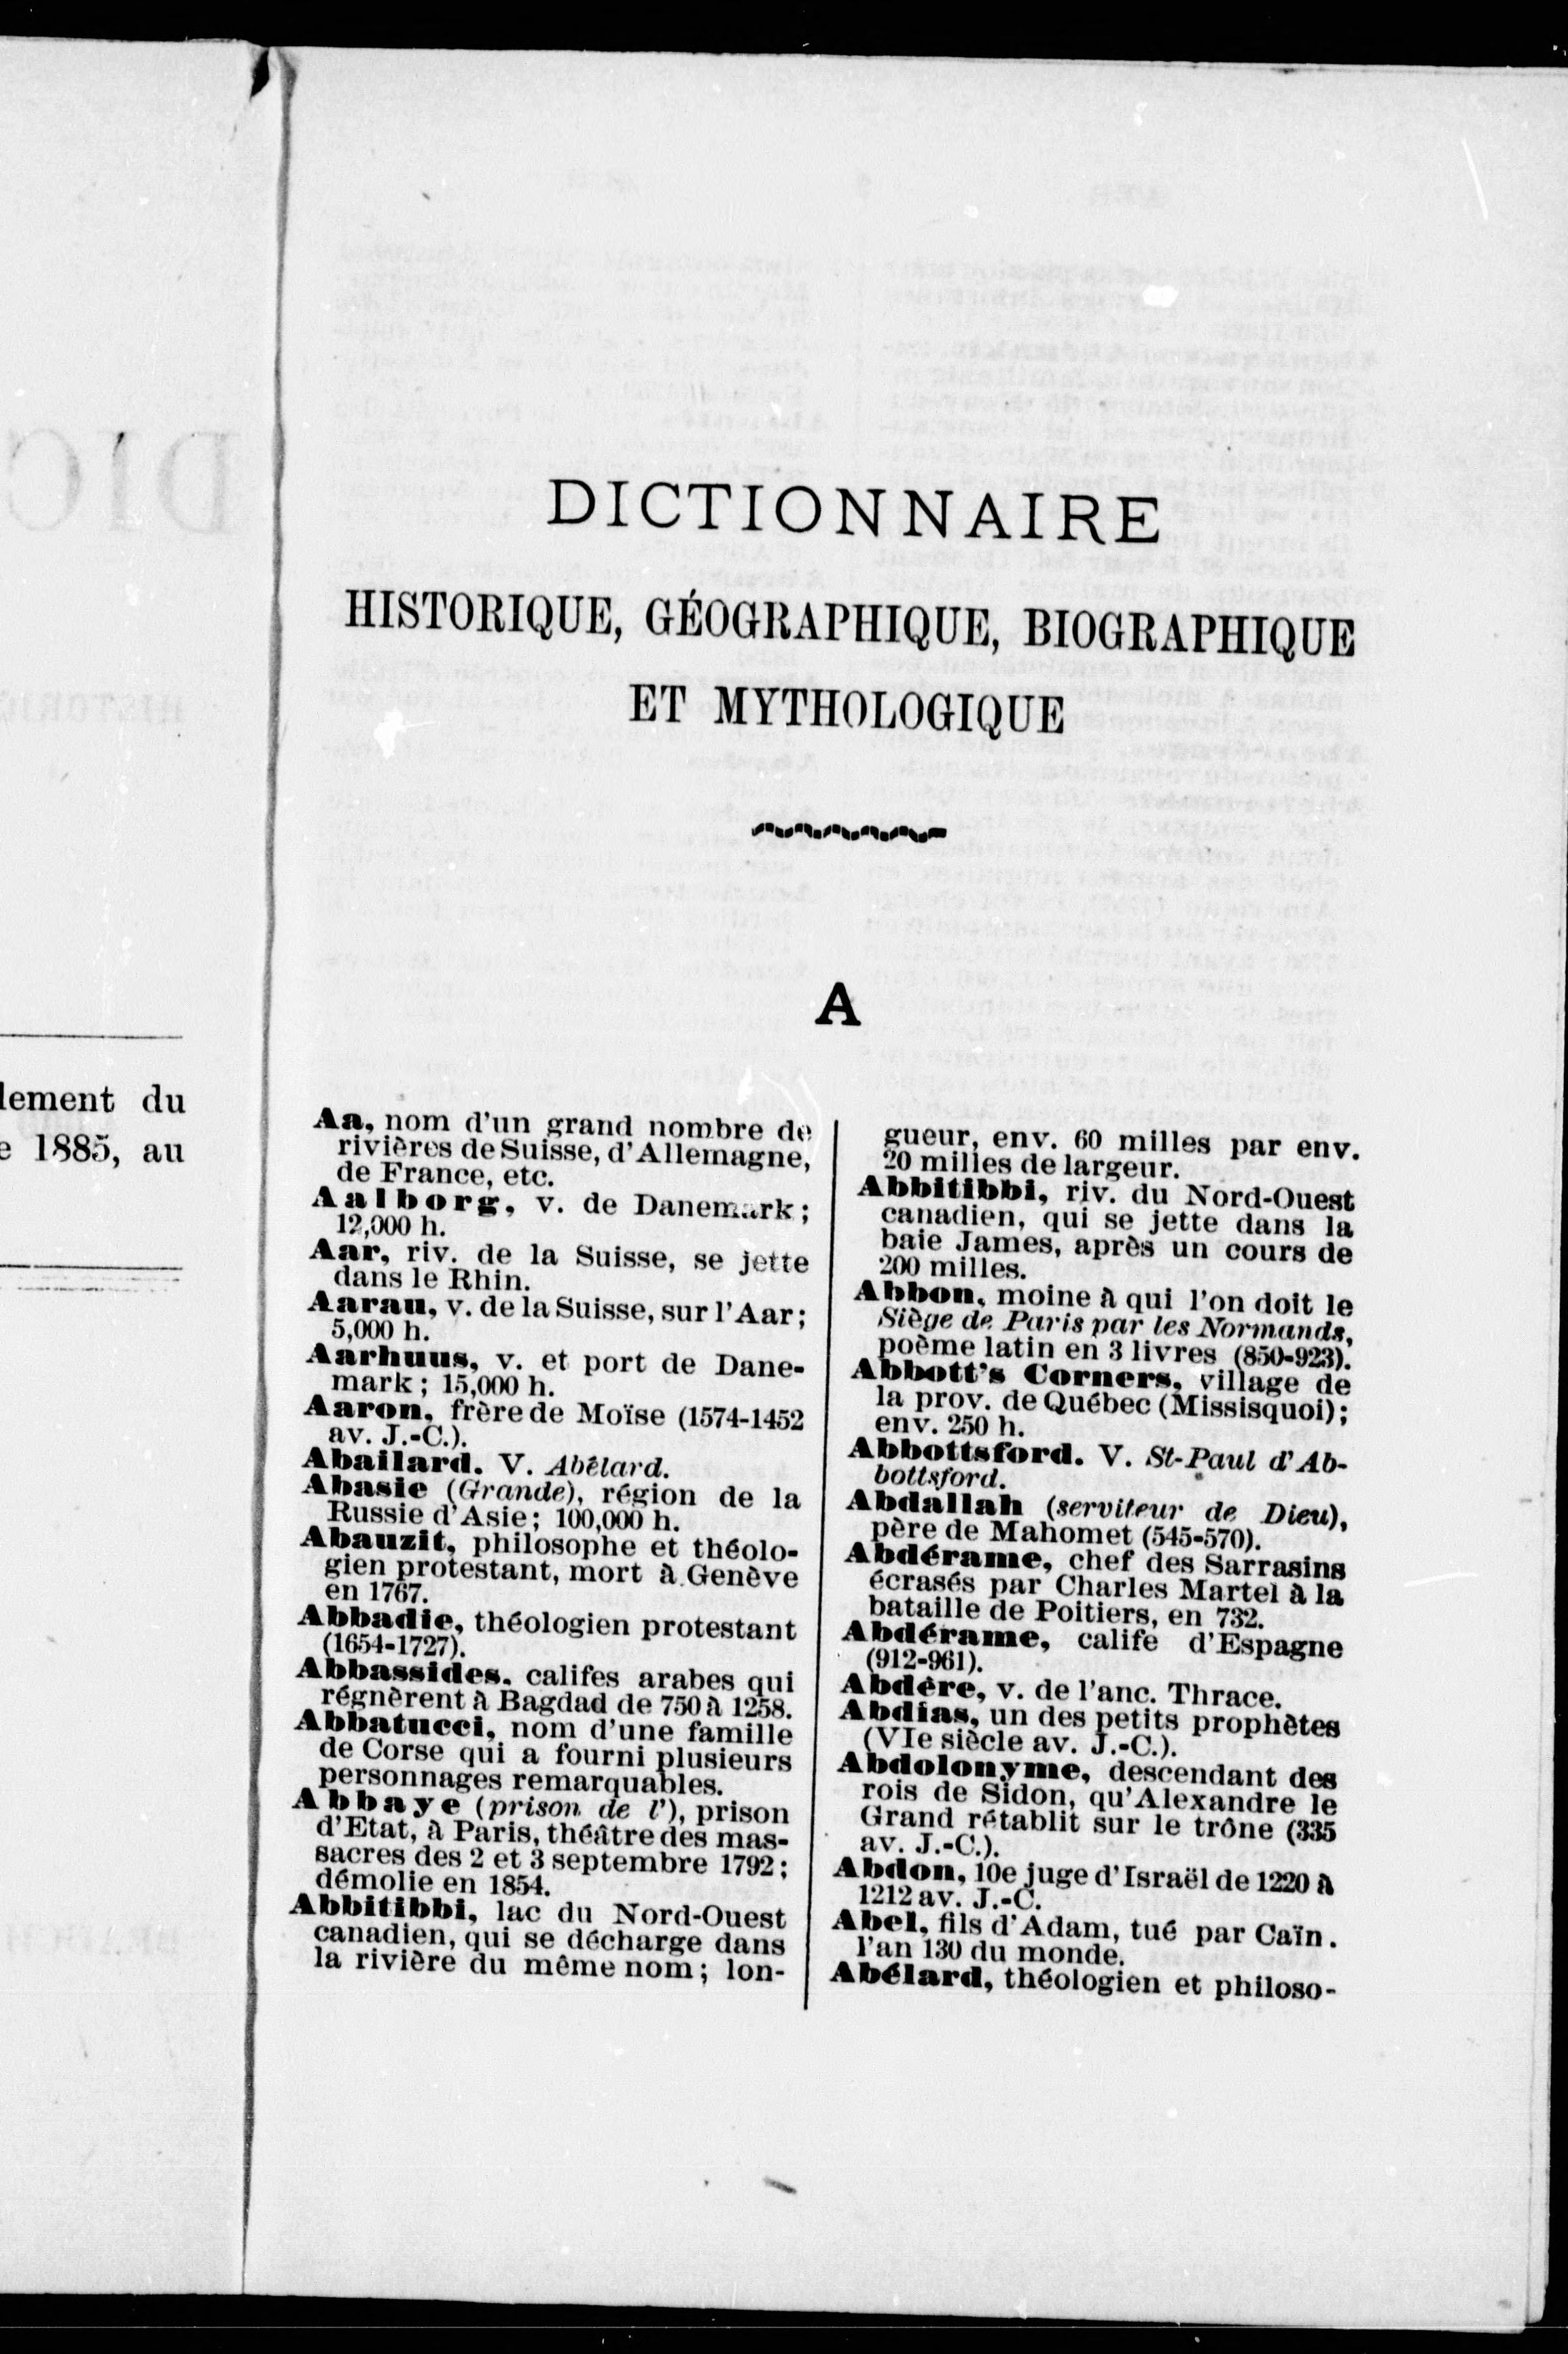 lement du
e 1885, au
DICTIONNAIRE
HISTORIQUE, GÉOGRAPHIQUE, BIOGRAPHIQUE
ET MYTHOLOGIQUE
A
Aa, nom d'un grand nombre de
rivières de Suisse, d'Allemagne,
de France, etc.
Aalborg, v. de Danemark;
12,000 h.
Aar, riv. de la Suisse, se jette
dans le Rhin.
Aarau, v. de la Suisse, sur l'Aar;
5,000 h.
Aarhuus, v. et port de Dane-
mark; 15,000 h.
Aaron, frère de Moïse (1574-1452
av. J.-C.).
Abailard. V. Abélard.
Abasie (Grande), région de la
Russie d'Asie; 100,000 h.
Abauzit, philosophe et théolo-
gien protestant, mort à Genève
en 1767.
Abbadie, théologien protestant
(1654-1727).
Abbassides, califes arabes qui
régnèrent à Bagdad de 750 à 1258.
Abbatucci, nom d'une famille
de Corse qui a fourni plusieurs
personnages remarquables.
Abbaye (prison de l'), prison
d'Etat, à Paris, théâtre des mas-
sacres des 2 et 3 septembre 1792;
démolie en 1854.
Abbitibbi, lac du Nord-Ouest
canadien, qui se décharge dans
la rivière du même nom; lon-
gueur, env. 60 milles par env.
20 milles de largeur.
Abbitibbi, riv. du Nord-Ouest
canadien, qui se jette dans la
baie James, après un cours de
200 milles.
Abbon, moine à qui l'on doit le
Siège de Paris par les Normands,
poème latin en 3 livres (850-923).
Abbott's Corners, village de
la prov. de Québec (Missisquoi);
env. 250 h.
Abbottsford. V. St-Paul d'Ab-
bottsford.
Abdallah (serviteur de Dieu),
père de Mahomet (545-570).
Abdérame, chef des Sarrasins
écrasés par Charles Martel à la
bataille de Poitiers, en 732.
Abdérame, calife d'Espagne
(912-961).
Abdère, v. de l'anc. Thrace.
Abdias, un des petits prophètes
(VIe siècle av. J.-C.).
Abdolonyme, descendant des
rois de Sidon, qu'Alexandre le
Grand rétablit sur le trône (335
av. J.-C.).
Abdon, 10e juge d'Israël de 1220 à
1212 av. J.-C.
Abel, fils d'Adam, tué par Caïn.
l'an 130 du monde.
Abélard, théologien et philoso-